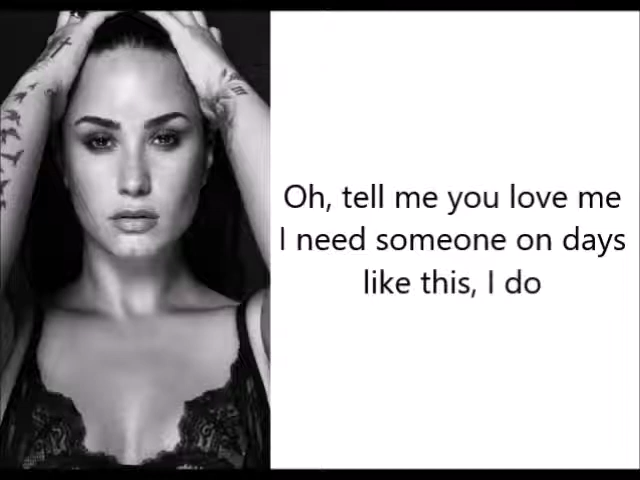 Oh, tell me you love me
I need someone on days
like this, I do